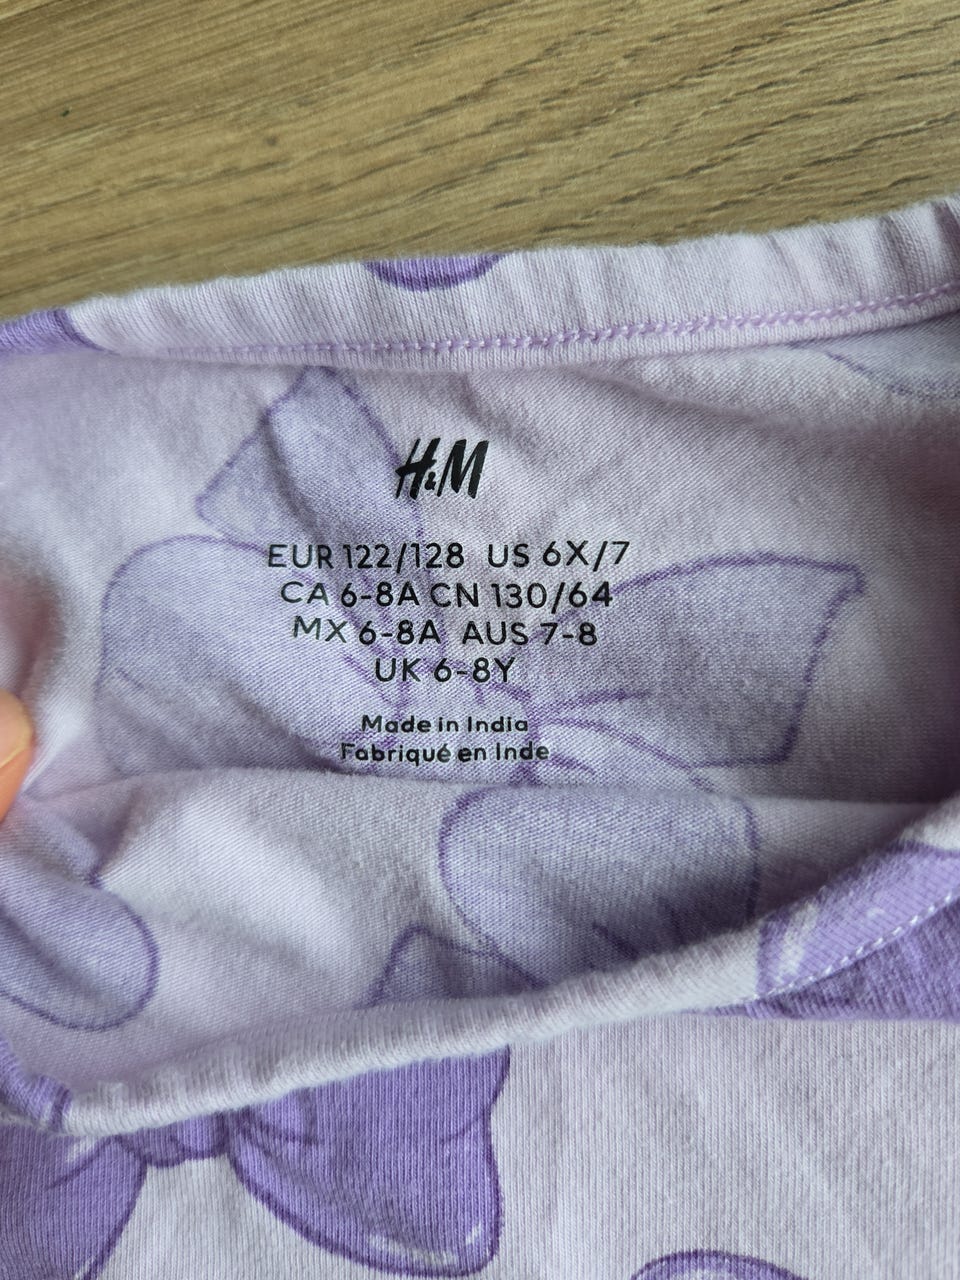 H&M
EUR 122/128 US 6X/7
CA 6-8A CN 130/64
MX 6-8A AUS 7-8
UK 6-8Y
Made in India
Fabriqué en Inde